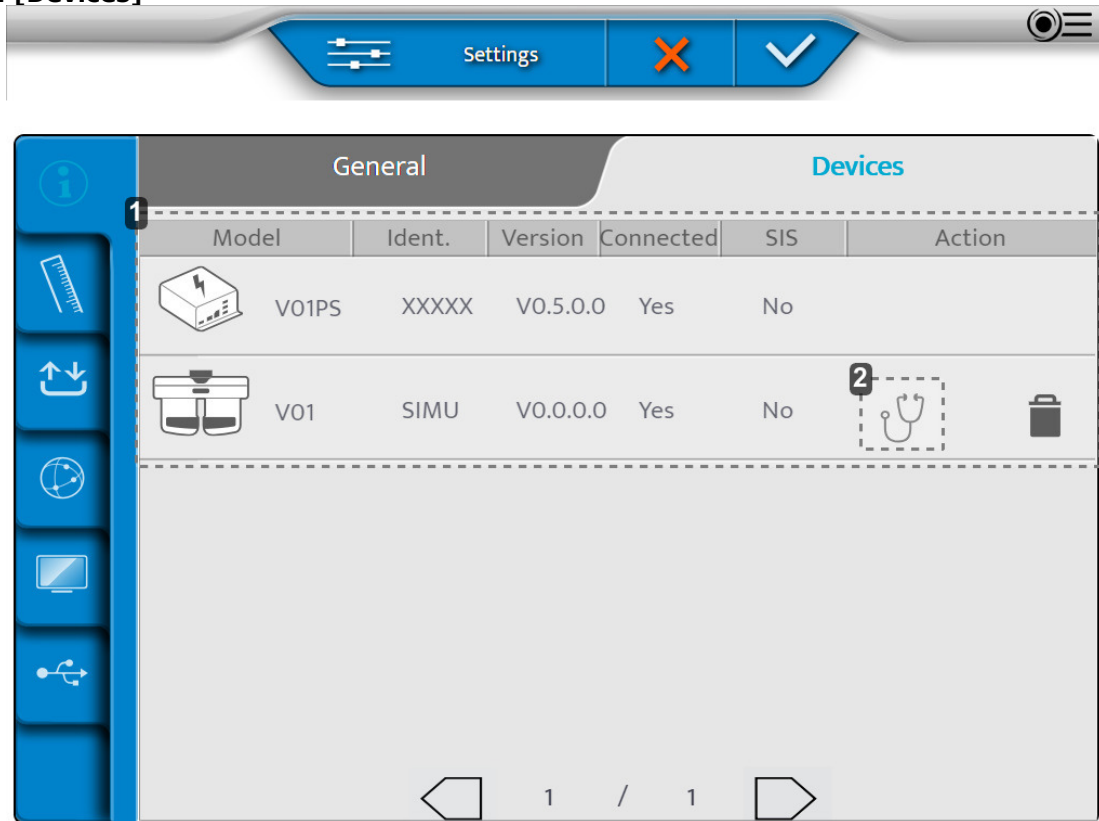 [Devices]
Settings
General Devices
1
Model Ident. Version Connected SIS Action
V01PS XXXXX V0.5.0.0 Yes No
2
V01 SIMU V0.0.0.0 Yes No
1 / 1